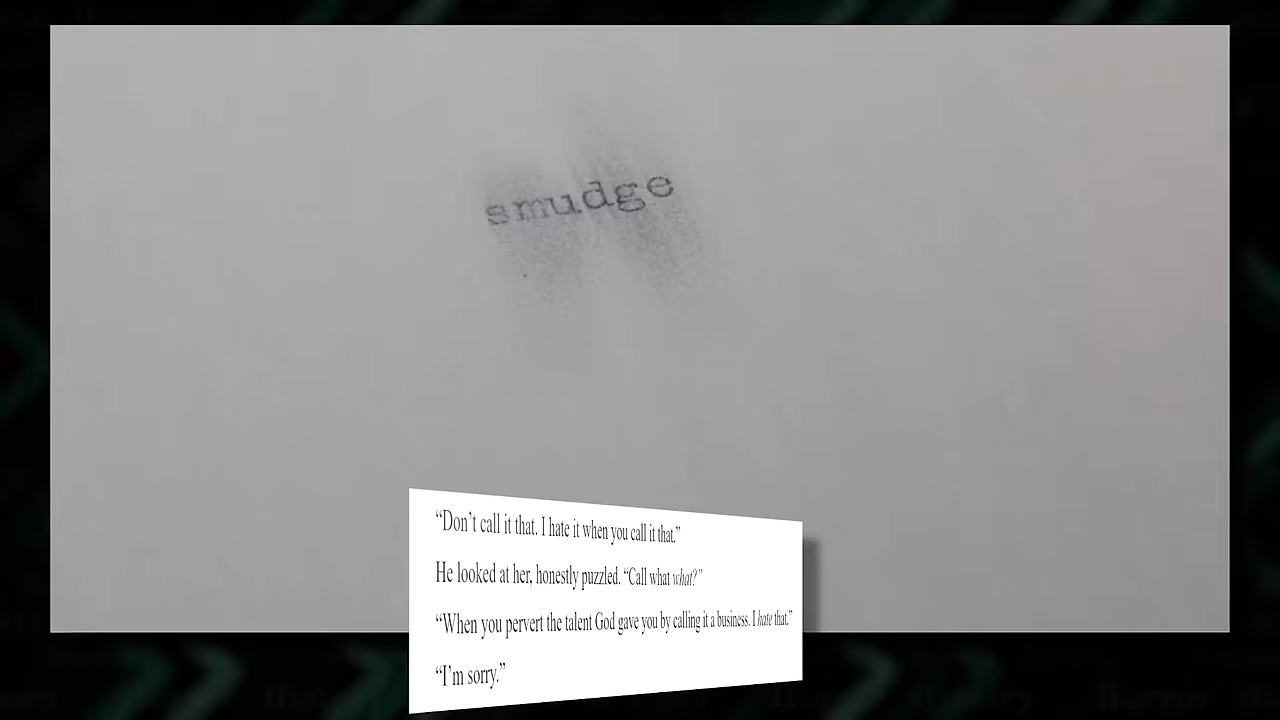 smudge
“Don’t call it that. I hate it when you call it that.”
He looked at her, honestly puzzled. “Call what what?”
“When you pervert the talent God gave you by calling it a business. I hate that.”
“I’m sorry.”